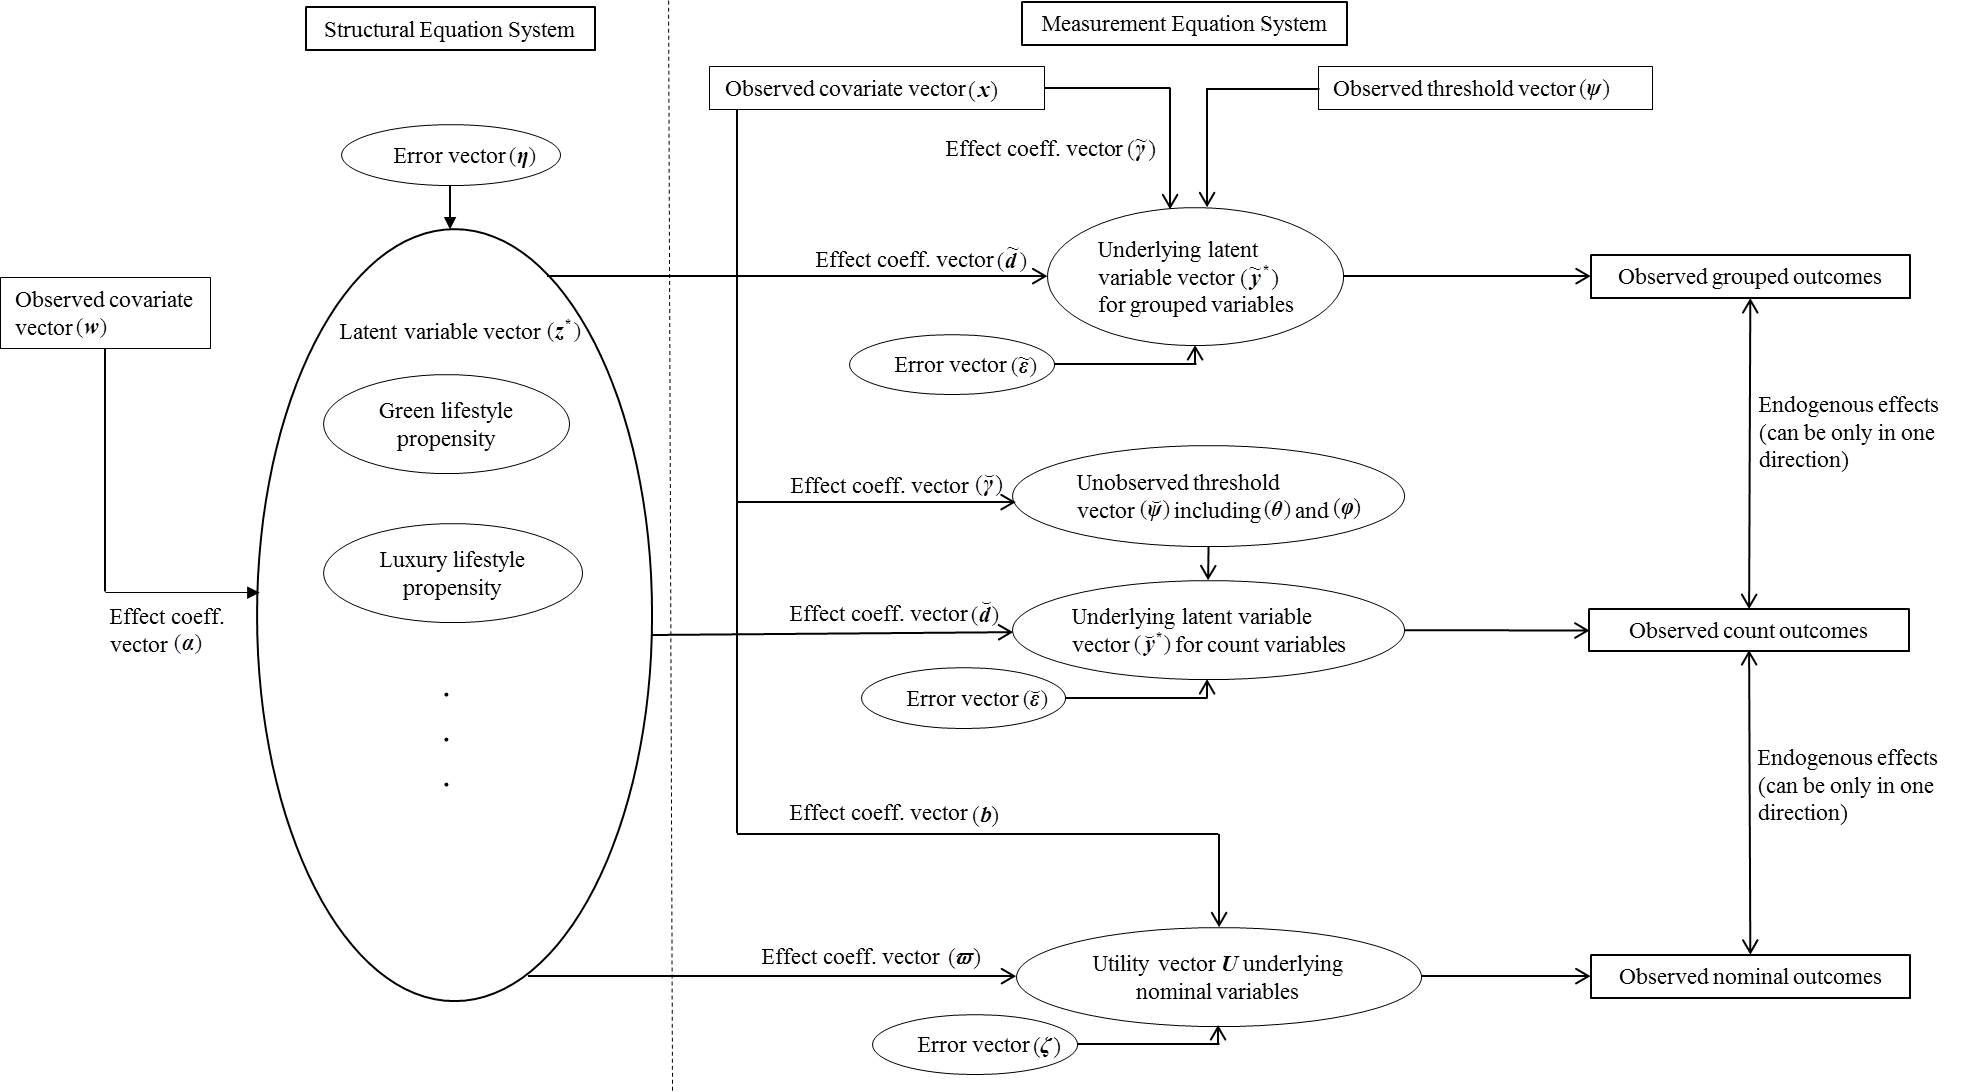 Structural Equation System
Measurement Equation System
Observed covariate vector (x)
Observed threshold vector (ψ)
Error vector (η)
Effect coeff. vector (γ̃)
Observed covariate
vector (w)
Effect coeff. vector (d̃)
Underlying latent
variable vector (ỹ*)
for grouped variables
Observed grouped outcomes
Latent variable vector (z*)
Error vector (ε̃)
Green lifestyle
propensity
Endogenous effects
(can be only in one
direction)
Effect coeff. vector (γ̆)
Unobserved threshold
vector (ψ̆) including (θ) and (φ)
Luxury lifestyle
propensity
Effect coeff.
vector (α)
Effect coeff. vector (d̆)
Underlying latent variable
vector (y̆*) for count variables
Observed count outcomes
Error vector (ε̆)
.
.
.
Endogenous effects
(can be only in one
direction)
Effect coeff. vector (b)
Effect coeff. vector (ϖ)
Utility vector U underlying
nominal variables
Observed nominal outcomes
Error vector (ζ)